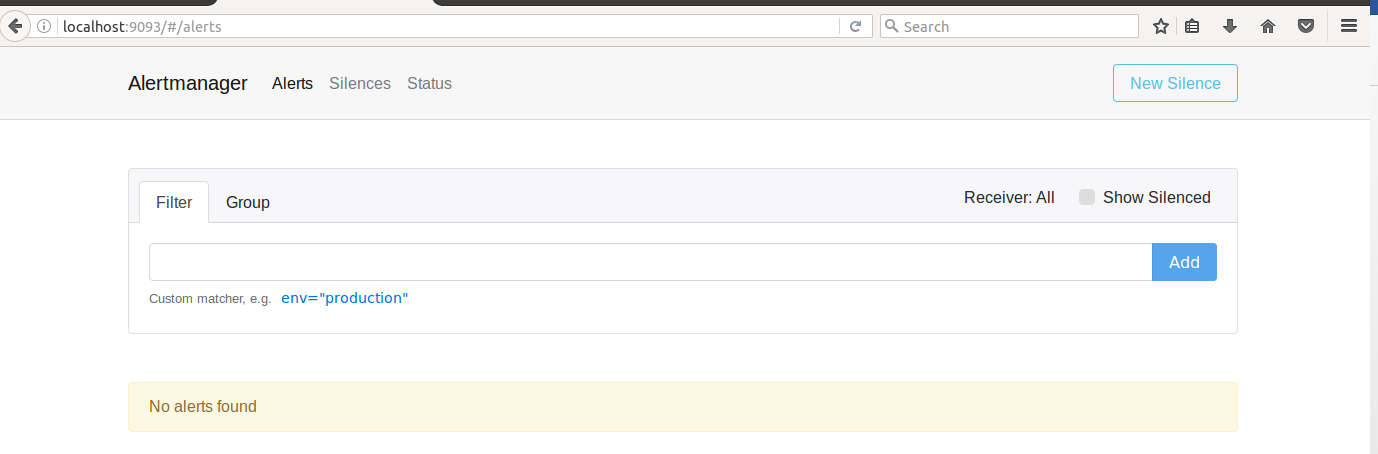 localhost:9093/#/alerts
Search
Alertmanager Alerts Silences Status New Silence
Filter Group Receiver: All Show Silenced
Add
Custom matcher, e.g. env="production"
No alerts found